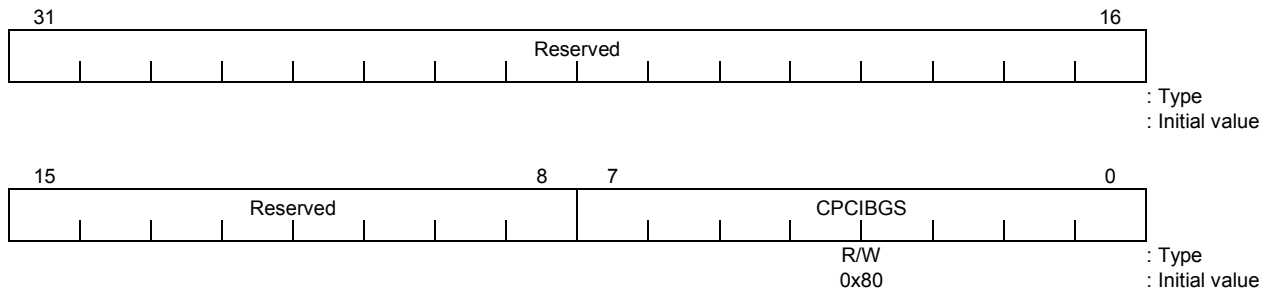 31 16
Reserved
: Type
: Initial value
15 8 7 0
Reserved CPCIBGS
R/W : Type
0x80 : Initial value